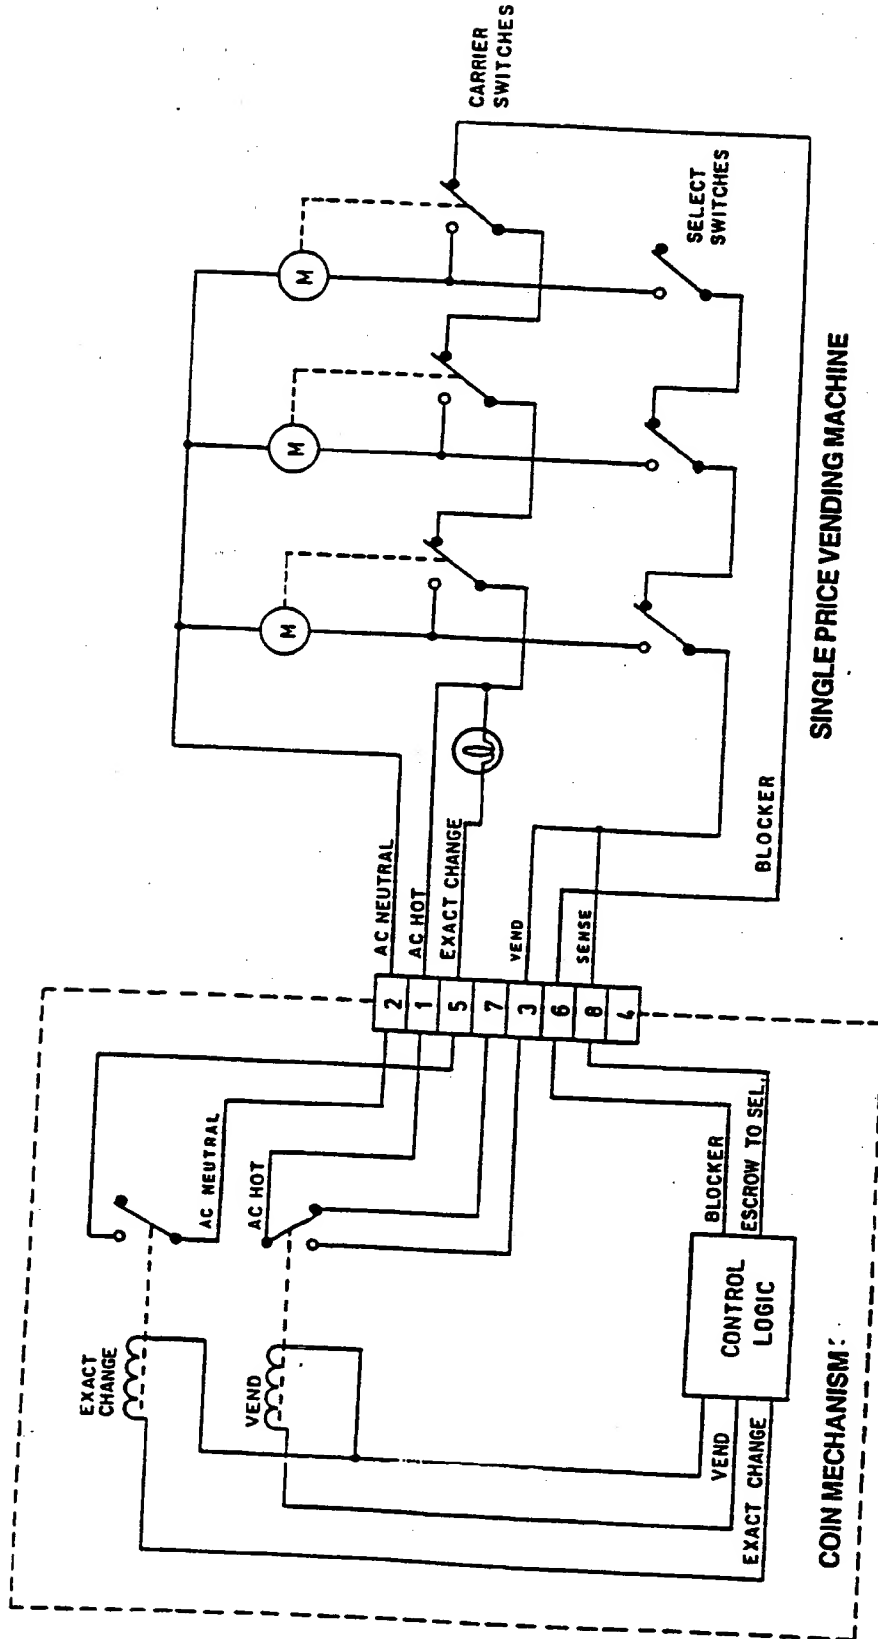 EXACT
CHANGE
VEND
AC NEUTRAL
AC HOT
VEND
EXACT CHANGE
CONTROL
LOGIC
BLOCKER
ESCROW TO SEL.
COIN MECHANISM
2
1
5
7
3
6
8
4
AC NEUTRAL
AC HOT
EXACT CHANGE
VEND
SENSE
BLOCKER
M
M
M
CARRIER
SWITCHES
SELECT
SWITCHES
SINGLE PRICE VENDING MACHINE